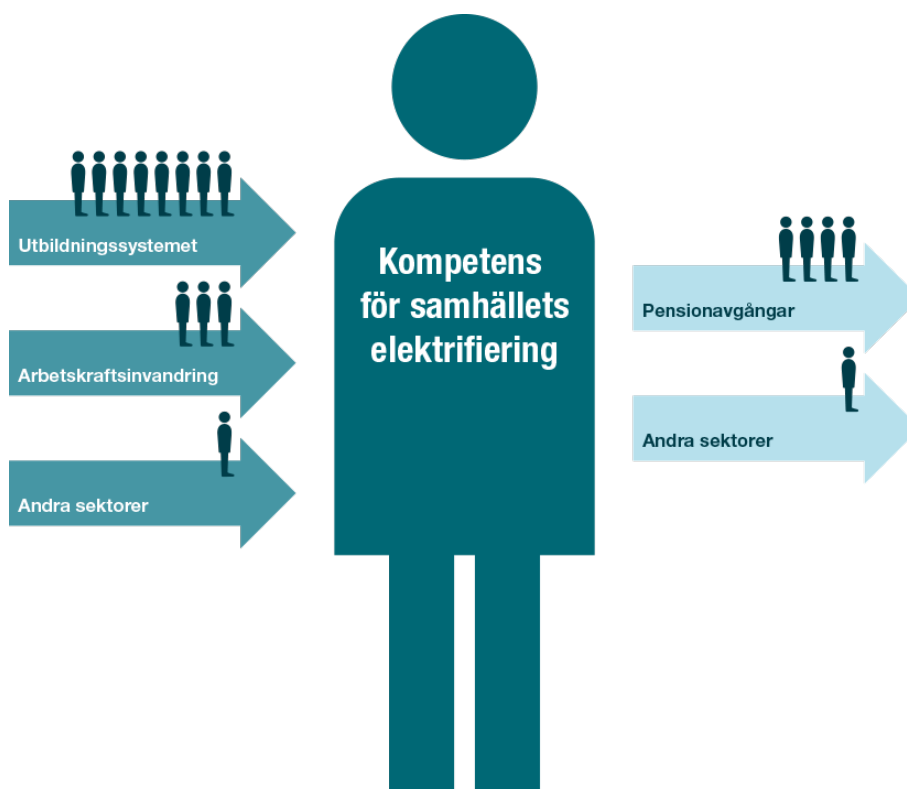 Utbildningssystemet
Arbetskraftsinvandring
Andra sektorer
Kompetens
för samhällets
elektrifiering
Pensionavgångar
Andra sektorer